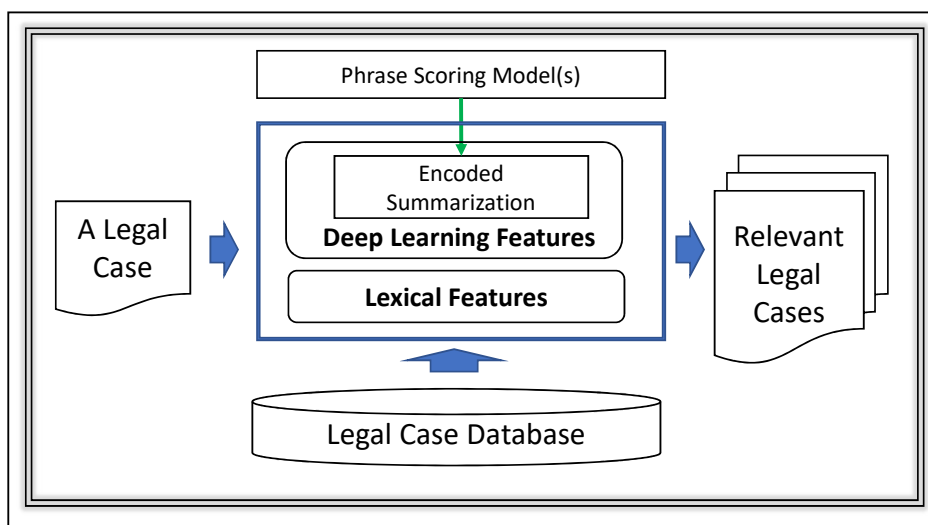 Phrase Scoring Model(s)
Encoded
Summarization
Deep Learning Features
Lexical Features
A Legal
Case
Relevant
Legal
Cases
Legal Case Database